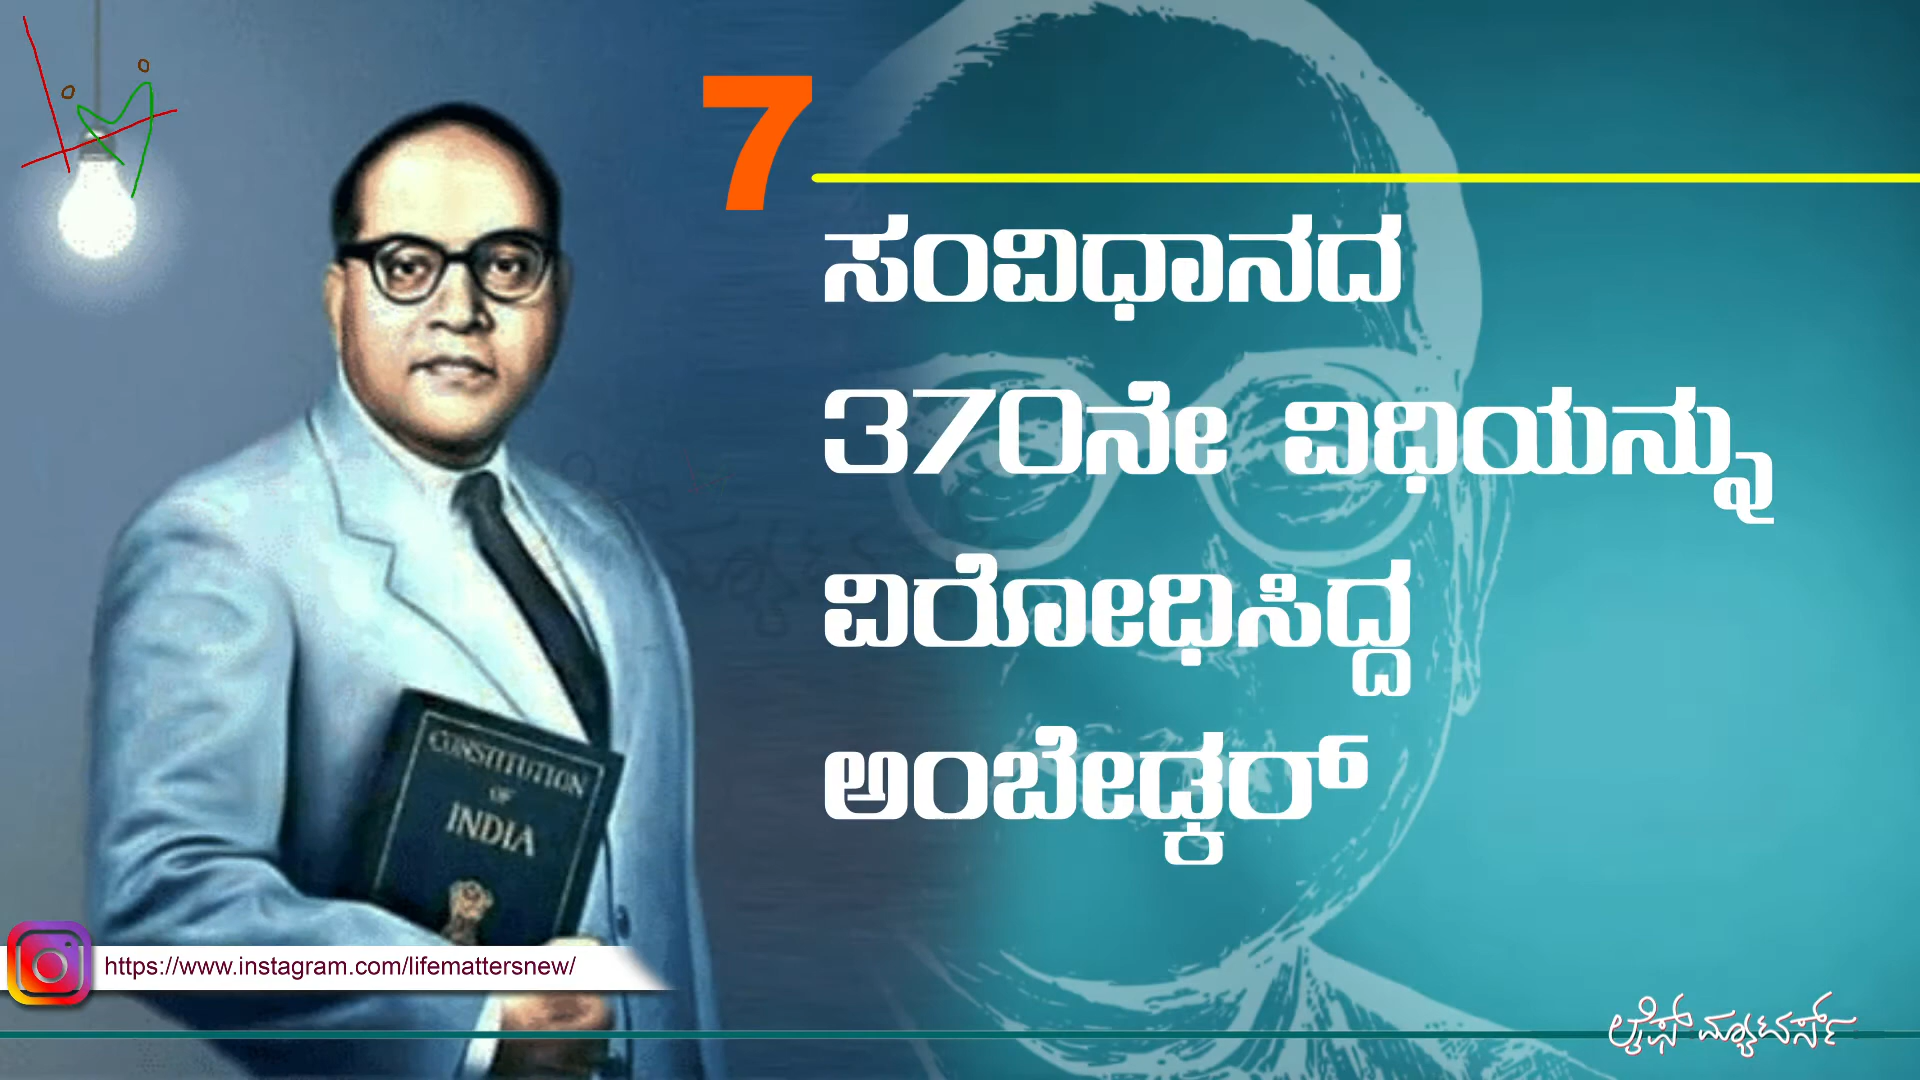 7
ಸಂವಿಧಾನದ
370ನೇ ವಿಧಿಯನ್ನು
ವಿರೋಧಿಸಿದ್ದ
ಅಂಬೇಡ್ಕರ್
CONSTITUTION
OF
INDIA
https://www.instagram.com/lifemattersnew/
ಲೈಫ್ ಮ್ಯಾಟರ್ಸ್